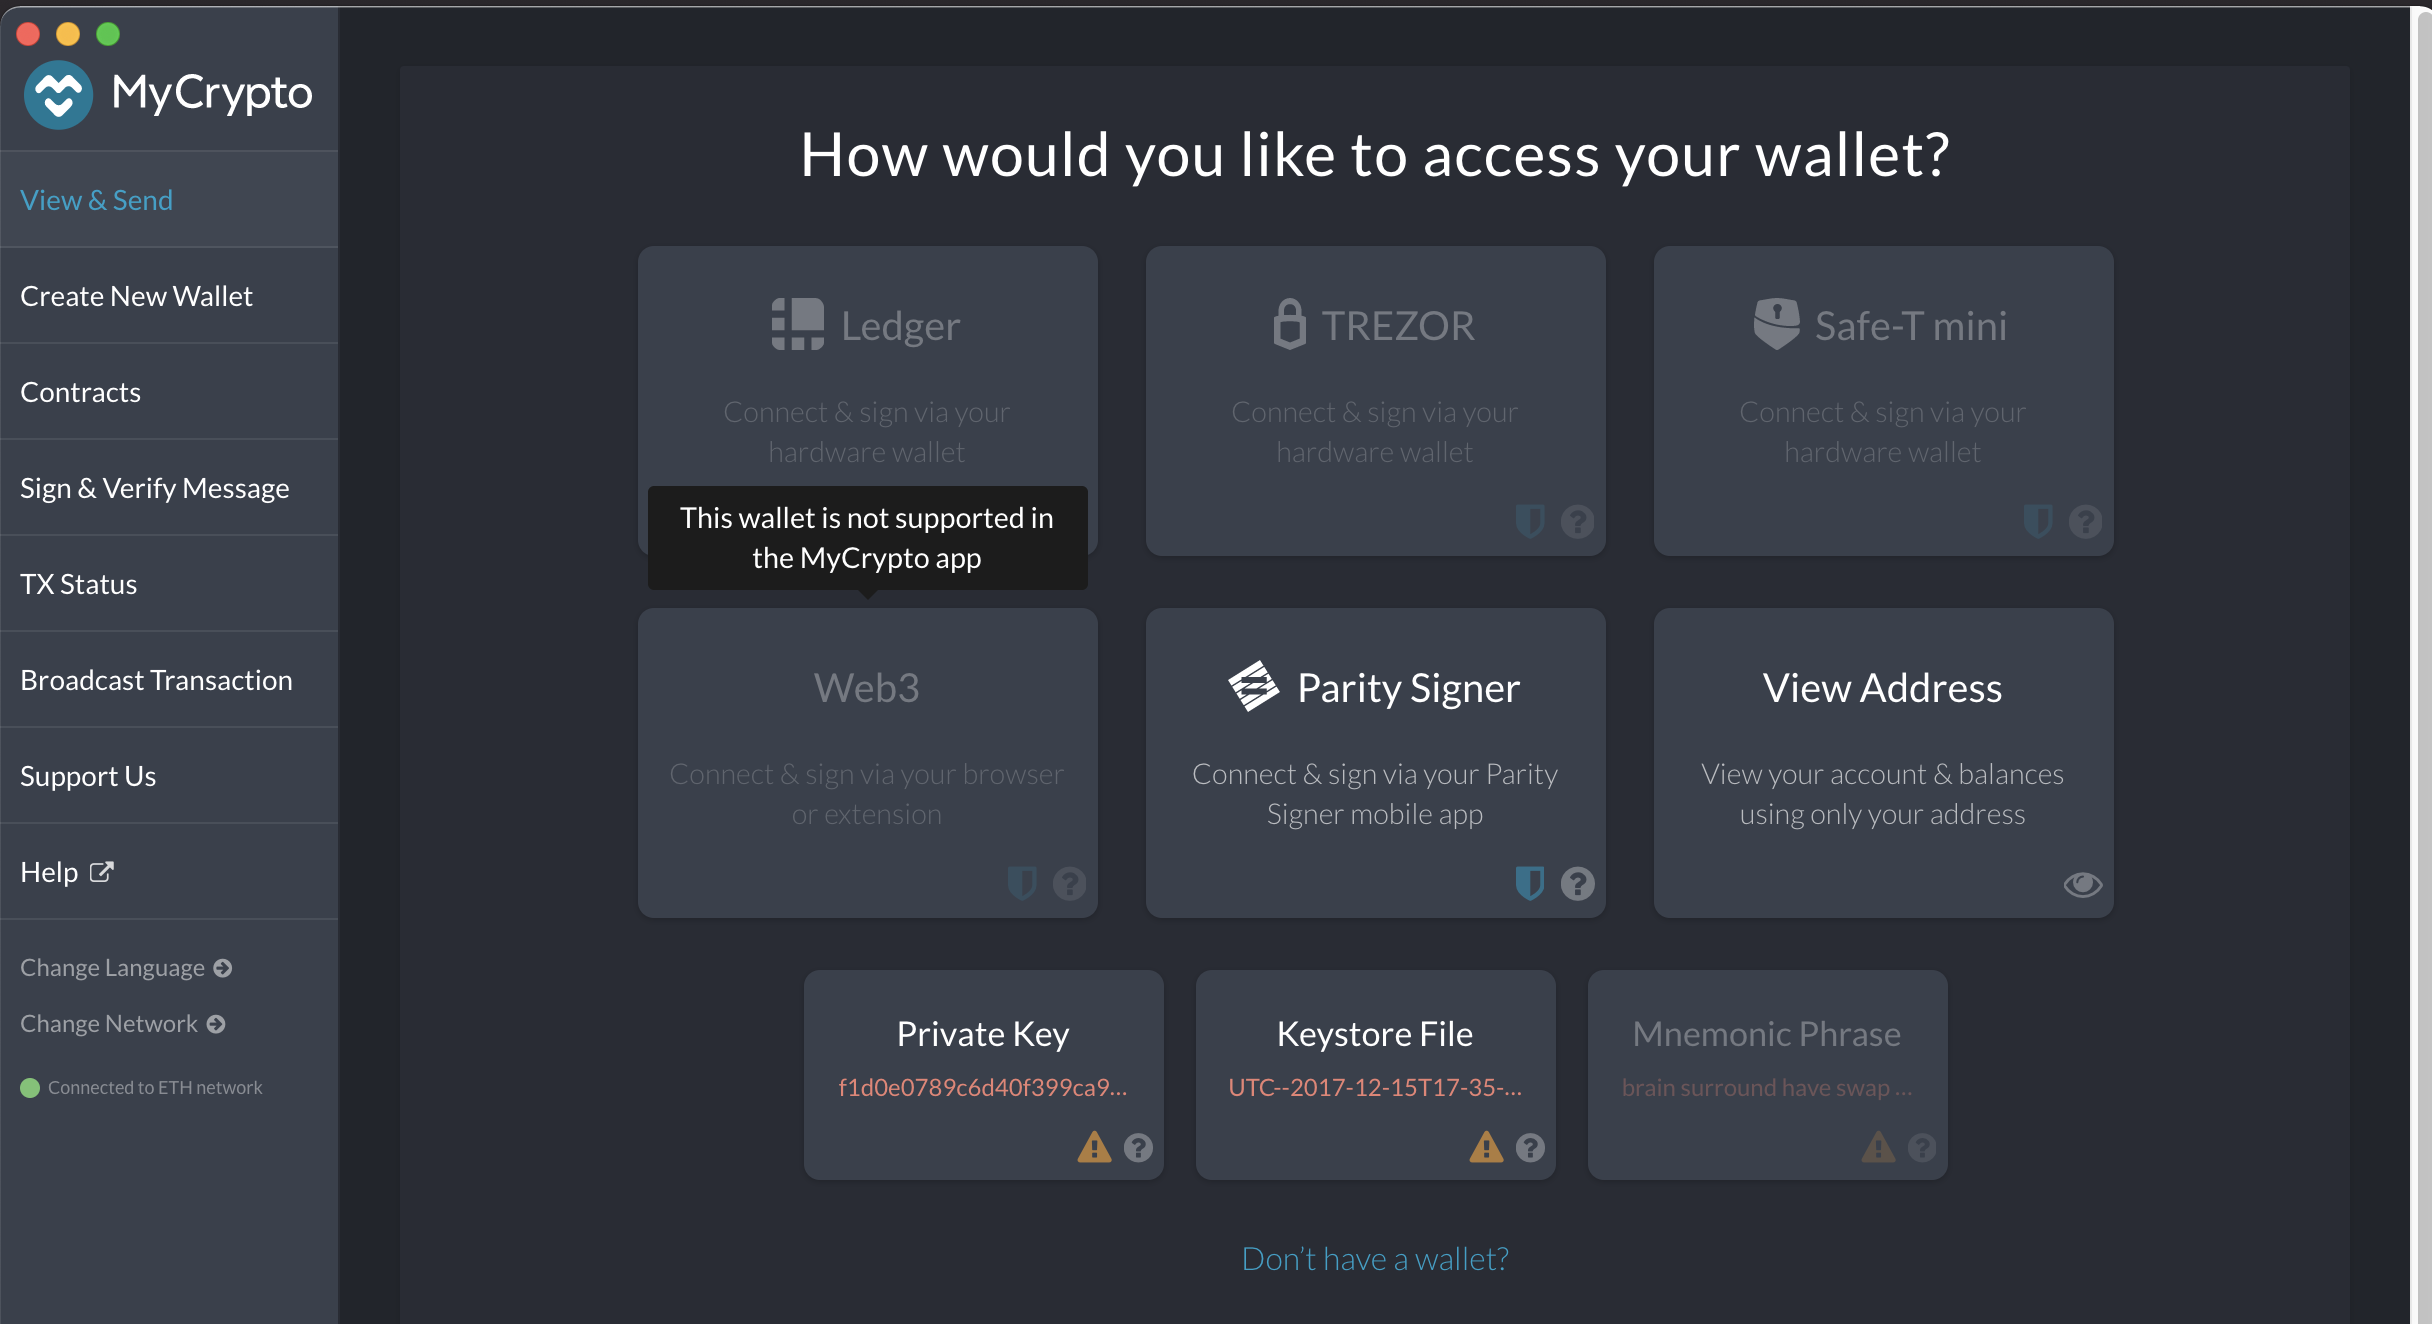 MyCrypto
View & Send
Create New Wallet
Contracts
Sign & Verify Message
TX Status
Broadcast Transaction
Support Us
Help
Change Language
Change Network
Connected to ETH network
How would you like to access your wallet?
Ledger
Connect & sign via your
hardware wallet
TREZOR
Connect & sign via your
hardware wallet
Safe-T mini
Connect & sign via your
hardware wallet
This wallet is not supported in
the MyCrypto app
Web3
Connect & sign via your browser
or extension
Parity Signer
Connect & sign via your Parity
Signer mobile app
View Address
View your account & balances
using only your address
Private Key
f1d0e0789c6d40f399ca9...
Keystore File
UTC--2017-12-15T17-35-...
Mnemonic Phrase
brain surround have swap ...
Don’t have a wallet?